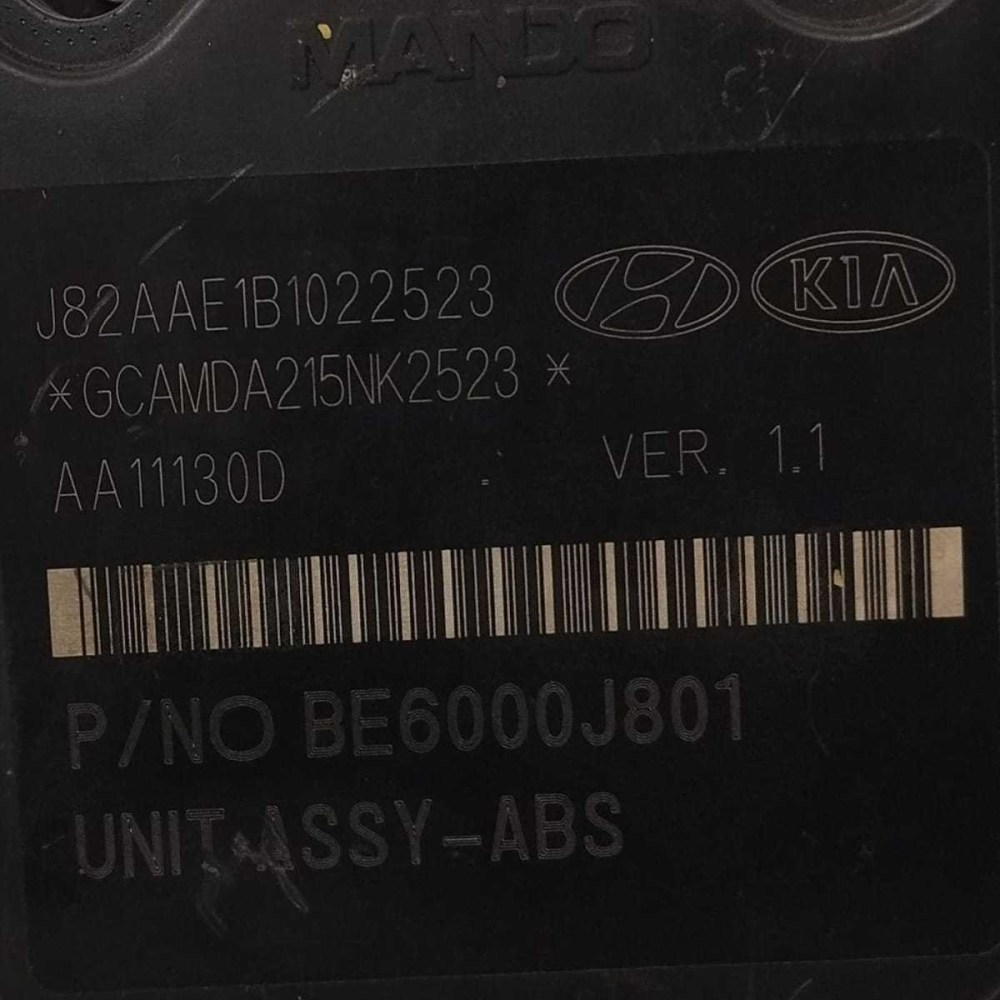 MANDO
J82AAE1B1022523
KIA
*GCAMDA215NK2523 *
AA11130D . VER. 1.1
P/NO BE6000J801
UNIT ASSY-ABS